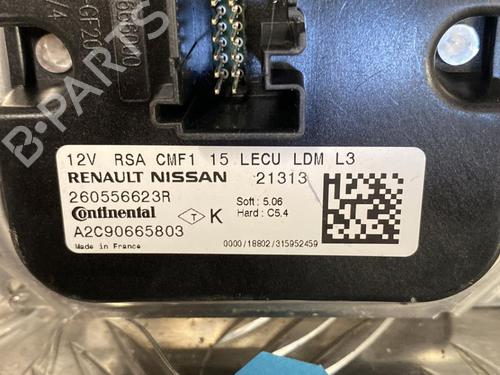 B-PARTS
12V RSA CMF1 15 LECU LDM L3
RENAULT NISSAN 21313
260556623R Soft : 5.06
Continental T K Hard : C5.4
A2C90665803
Made in France 0000/18802/315952459